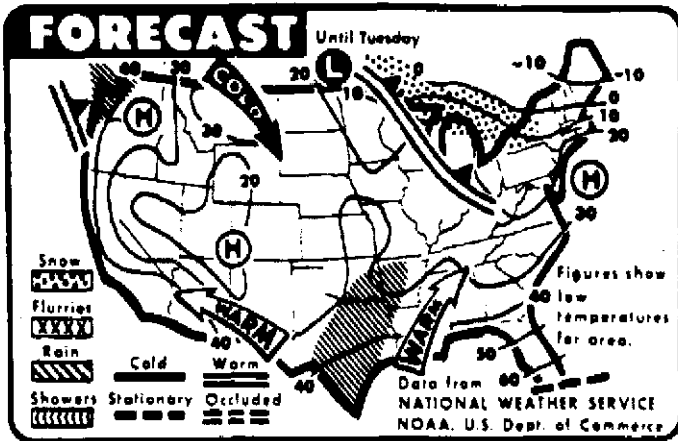 FORECAST
Until Tuesday
40 30 COLD 20 L 10 0 -10 -10
0
10
20
H
30
20
H
H
30
Snow
Flurries
Rain
Showers
Cold
Stationary
Warm
Occluded
WARM
40
40
WARM
40
50
60
Figures show
low
temperatures
for area.
Data from
NATIONAL WEATHER SERVICE
NOAA, U.S. Dept. of Commerce